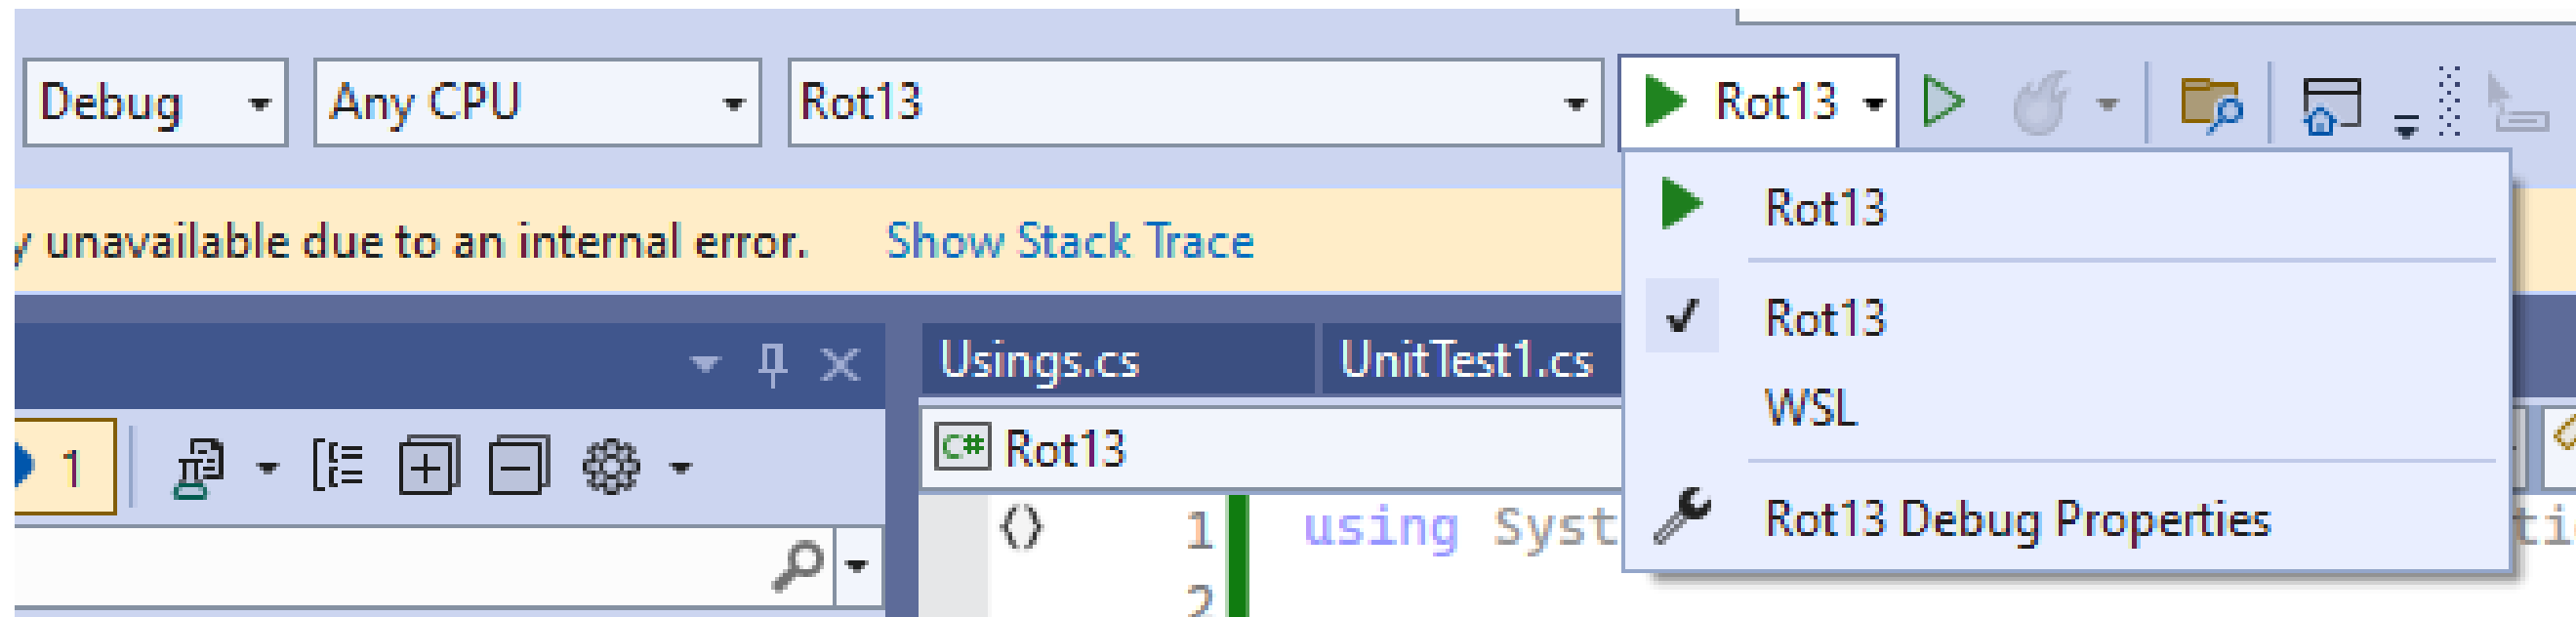 Debug Any CPU Rot13 Rot13
Rot13
unavailable due to an internal error. Show Stack Trace
Rot13
Usings.cs UnitTest1.cs
WSL
1
C# Rot13
Rot13 Debug Properties
1 using Syst
2